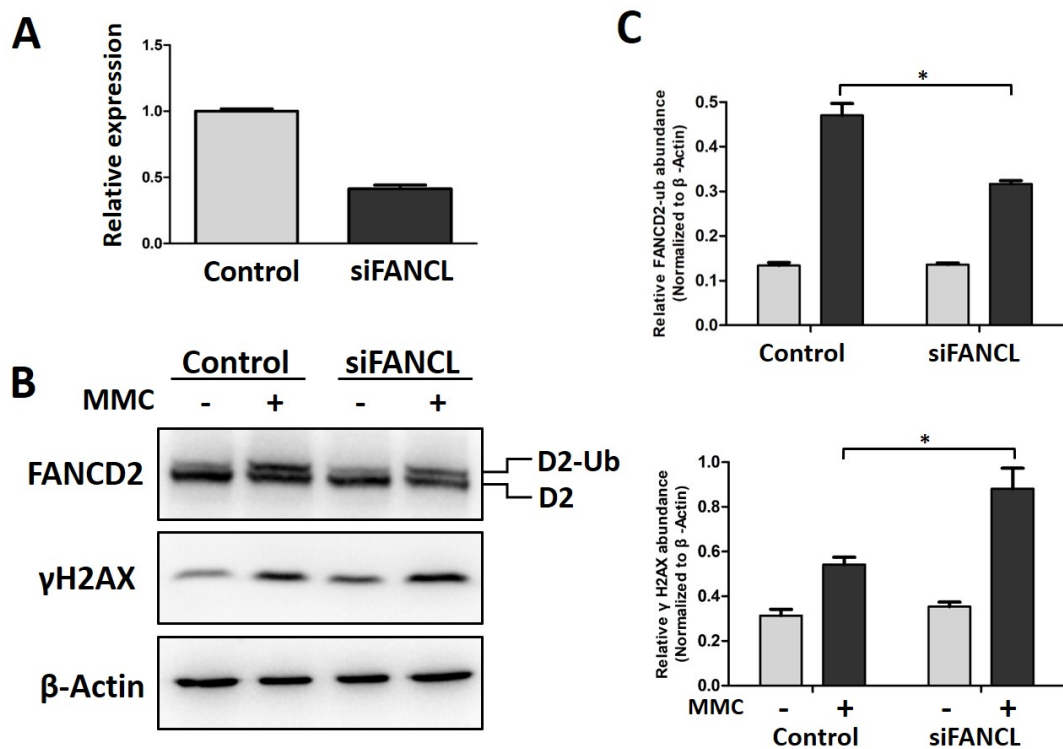 A
Relative expression
1.5
1.0
0.5
0.0
Control siFANCL
B
Control siFANCL
MMC - + - +
FANCD2
D2-Ub
D2
γH2AX
β-Actin
C
Relative FANCD2-ub abundance
(Normalized to β -Actin)
0.5
0.3
0.2
0.1
0.0
*
Control siFANCL
Relative γ H2AX abundance
(Normalized to β -Actin)
1.0
0.8
0.6
0.4
0.2
0.0
*
MMC - + - +
Control siFANCL